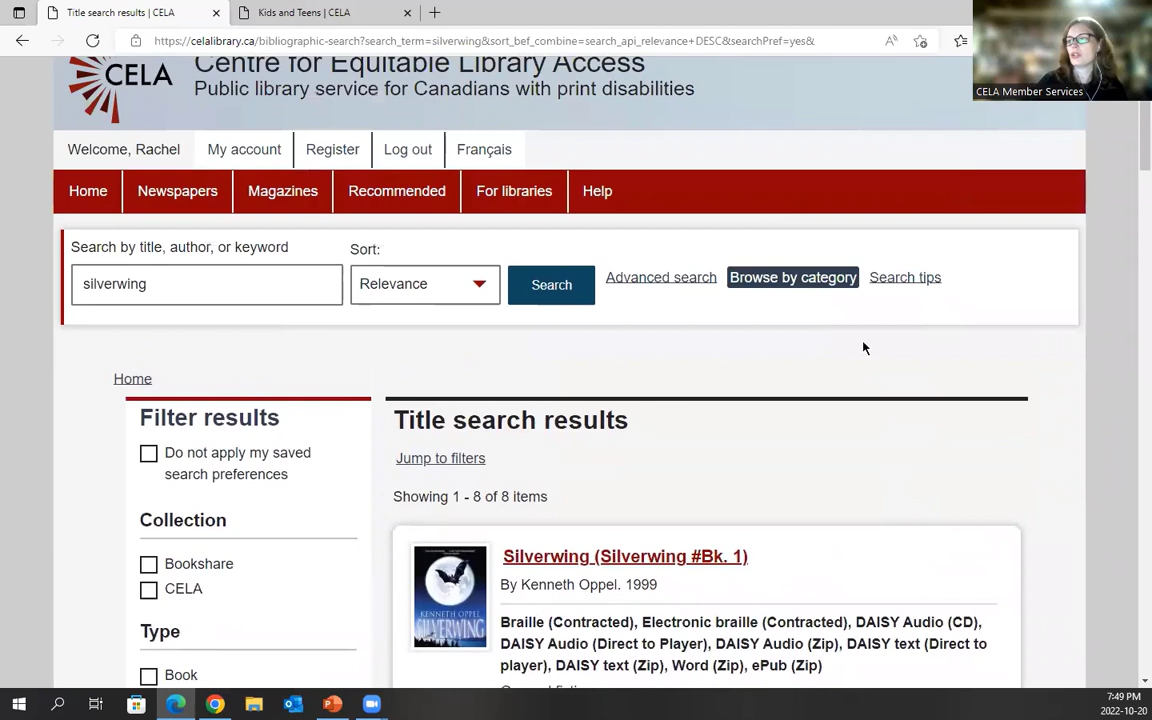 Title search results | CELA
Kids and Teens | CELA
https://celalibrary.ca/bibliographic-search?search_term=silverwing&sort_bef_combine=search_api_relevance+DESC&searchPref=yes&
CELA Member Services
CELA
Centre for Equitable Library Access
Public library service for Canadians with print disabilities
Welcome, Rachel My account Register Log out Français
Home Newspapers Magazines Recommended For libraries Help
Search by title, author, or keyword Sort:
silverwing Relevance Search Advanced search Browse by category Search tips
Home
Filter results
Do not apply my saved
search preferences
Collection
Bookshare
CELA
Type
Book
Title search results
Jump to filters
Showing 1 - 8 of 8 items
KENNETH OPPEL
SILVERWING
Silverwing (Silverwing #Bk. 1)
By Kenneth Oppel. 1999
Braille (Contracted), Electronic braille (Contracted), DAISY Audio (CD),
DAISY Audio (Direct to Player), DAISY Audio (Zip), DAISY text (Direct to
player), DAISY text (Zip), Word (Zip), ePub (Zip)
General fiction
7:49 PM
2022-10-20